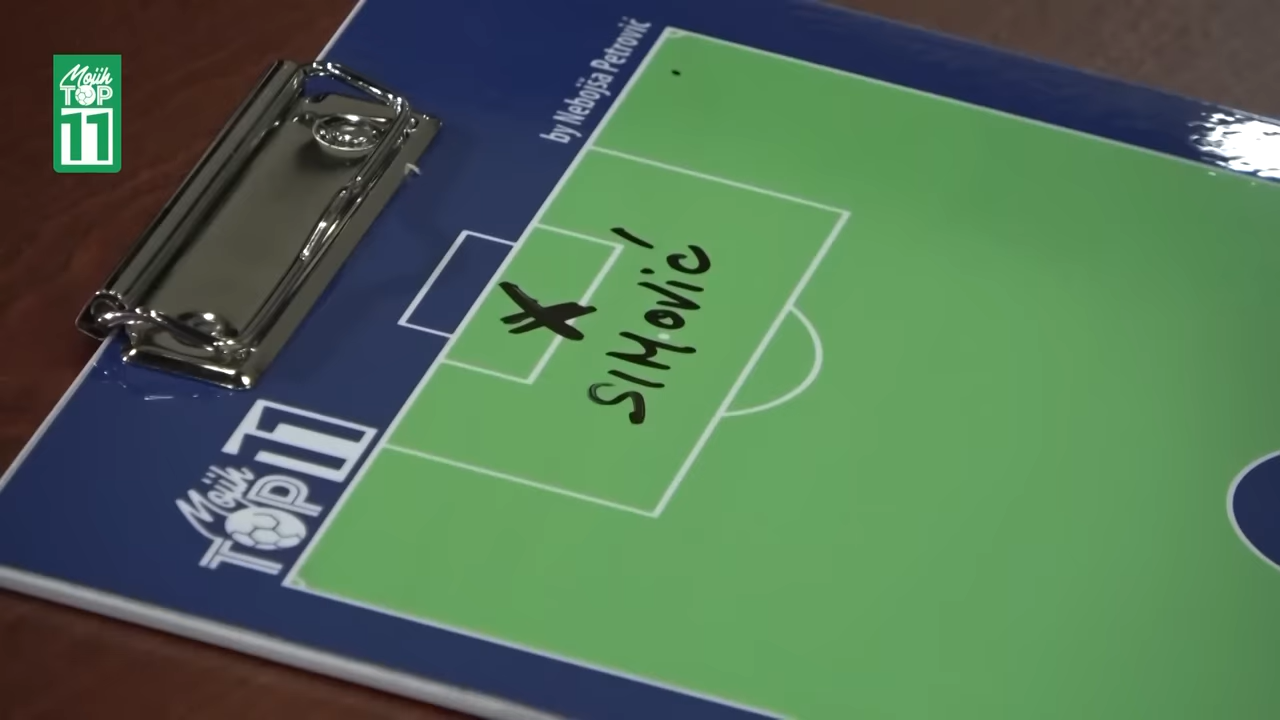 Mojih
TOP
11
by Nebojša Petrović
X
SIMović
Mojih
TOP 11